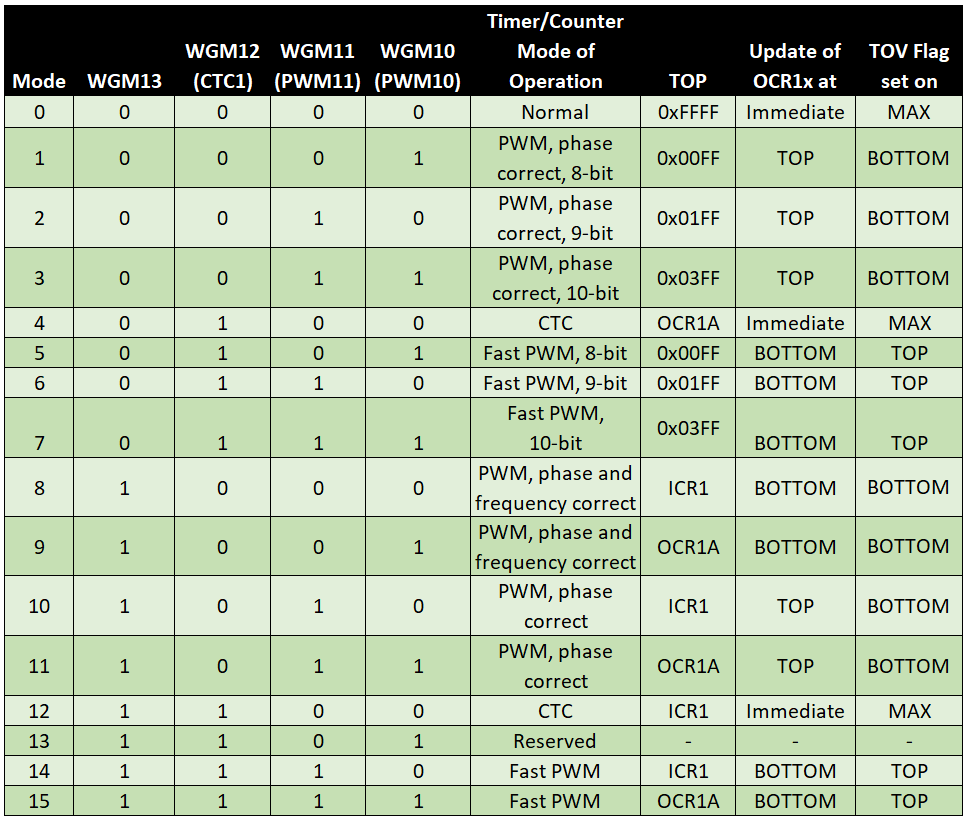 Mode WGM13 WGM12 (CTC1) WGM11 (PWM11) WGM10 (PWM10) Timer/Counter Mode of Operation TOP Update of OCR1x at TOV Flag set on
0 0 0 0 0 Normal 0xFFFF Immediate MAX
1 0 0 0 1 PWM, phase correct, 8-bit 0x00FF TOP BOTTOM
2 0 0 1 0 PWM, phase correct, 9-bit 0x01FF TOP BOTTOM
3 0 0 1 1 PWM, phase correct, 10-bit 0x03FF TOP BOTTOM
4 0 1 0 0 CTC OCR1A Immediate MAX
5 0 1 0 1 Fast PWM, 8-bit 0x00FF BOTTOM TOP
6 0 1 1 0 Fast PWM, 9-bit 0x01FF BOTTOM TOP
7 0 1 1 1 Fast PWM, 10-bit 0x03FF BOTTOM TOP
8 1 0 0 0 PWM, phase and frequency correct ICR1 BOTTOM BOTTOM
9 1 0 0 1 PWM, phase and frequency correct OCR1A BOTTOM BOTTOM
10 1 0 1 0 PWM, phase correct ICR1 TOP BOTTOM
11 1 0 1 1 PWM, phase correct OCR1A TOP BOTTOM
12 1 1 0 0 CTC ICR1 Immediate MAX
13 1 1 0 1 Reserved - - -
14 1 1 1 0 Fast PWM ICR1 BOTTOM TOP
15 1 1 1 1 Fast PWM OCR1A BOTTOM TOP